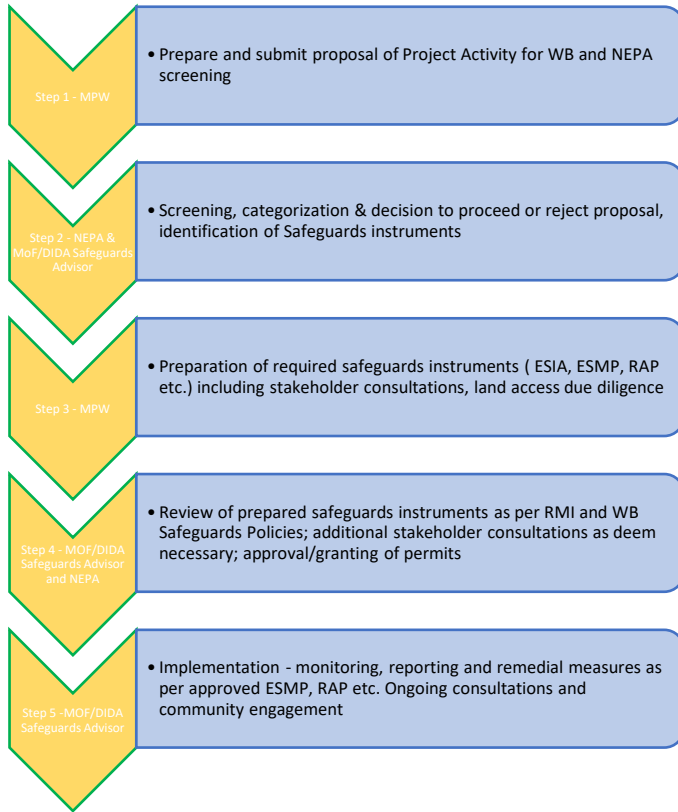 Step 1 - MPW
• Prepare and submit proposal of Project Activity for WB and NEPA
screening
Step 2 - NEPA &
MoF/DIDA Safeguards
Advisor
• Screening, categorization & decision to proceed or reject proposal,
identification of Safeguards instruments
Step 3 - MPW
• Preparation of required safeguards instruments ( ESIA, ESMP, RAP
etc.) including stakeholder consultations, land access due diligence
Step 4 - MOF/DIDA
Safeguards Advisor
and NEPA
• Review of prepared safeguards instruments as per RMI and WB
Safeguards Policies; additional stakeholder consultations as deem
necessary; approval/granting of permits
Step 5 -MOF/DIDA
Safeguards Advisor
• Implementation - monitoring, reporting and remedial measures as
per approved ESMP, RAP etc. Ongoing consultations and
community engagement